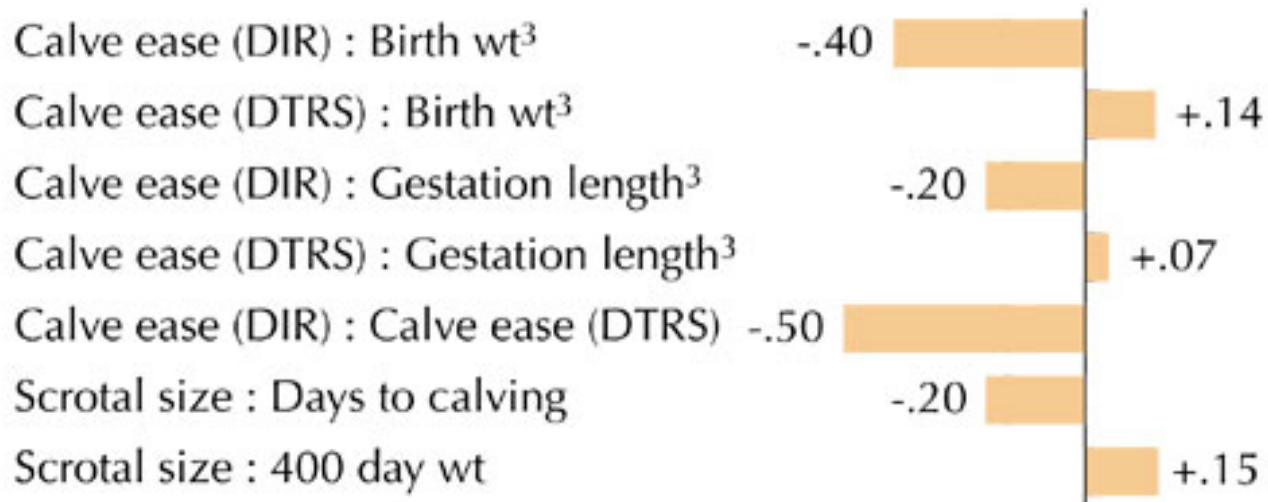 Calve ease (DIR) : Birth wt³ -.40
Calve ease (DTRS) : Birth wt³ +.14
Calve ease (DIR) : Gestation length³ -.20
Calve ease (DTRS) : Gestation length³ +.07
Calve ease (DIR) : Calve ease (DTRS) -.50
Scrotal size : Days to calving -.20
Scrotal size : 400 day wt +.15